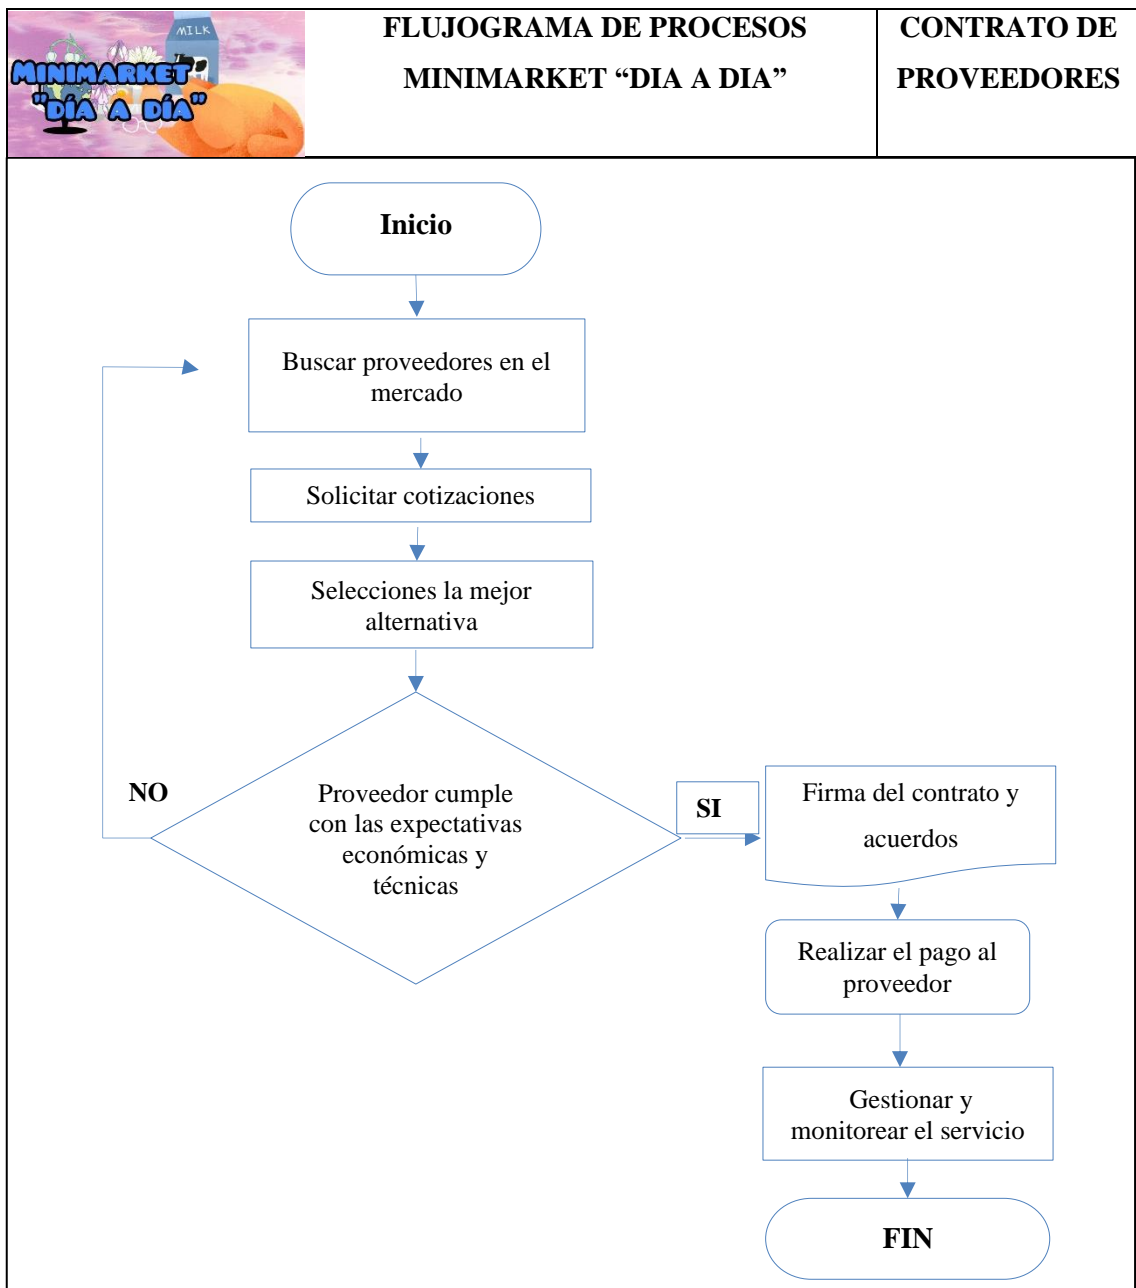 MILK
MINIMARKET
"DÍA A DÍA"
FLUJOGRAMA DE PROCESOS
MINIMARKET “DIA A DIA”
CONTRATO DE
PROVEEDORES
Inicio
Buscar proveedores en el
mercado
Solicitar cotizaciones
Selecciones la mejor
alternativa
NO
Proveedor cumple
con las expectativas
económicas y
técnicas
SI
Firma del contrato y
acuerdos
Realizar el pago al
proveedor
Gestionar y
monitorear el servicio
FIN